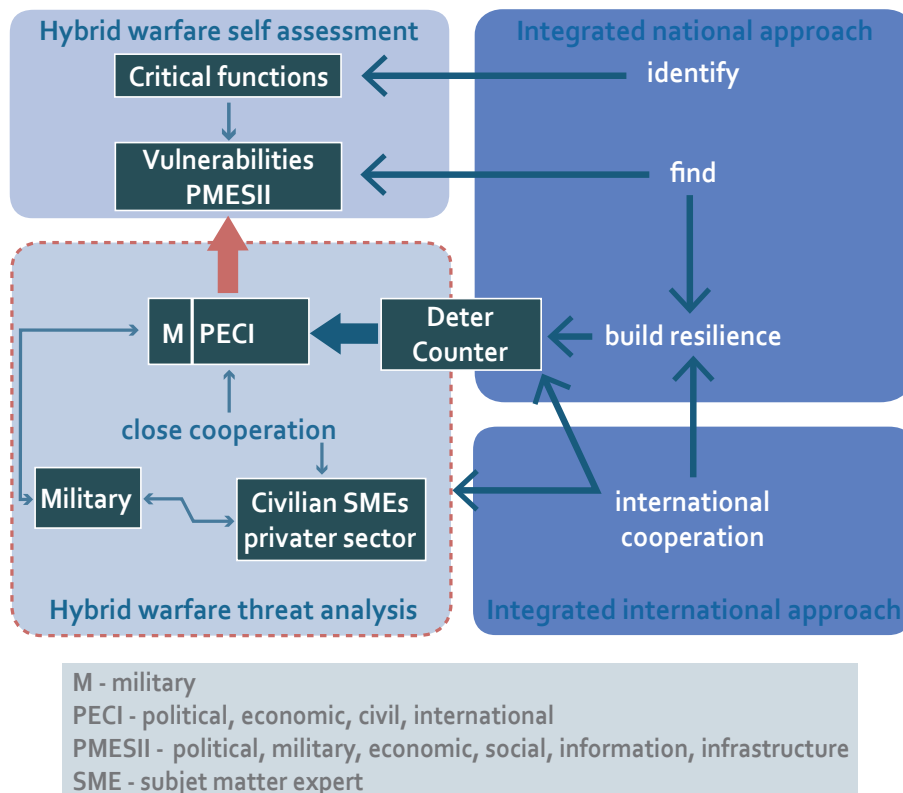 Hybrid warfare self assessment
Integrated national approach
Critical functions
identify
Vulnerabilities
PMESII
find
M PECI
Deter
Counter
build resilience
close cooperation
Military
Civilian SMEs
privater sector
international
cooperation
Hybrid warfare threat analysis
Integrated international approach
M - military
PECI - political, economic, civil, international
PMESII - political, military, economic, social, information, infrastructure
SME - subjet matter expert